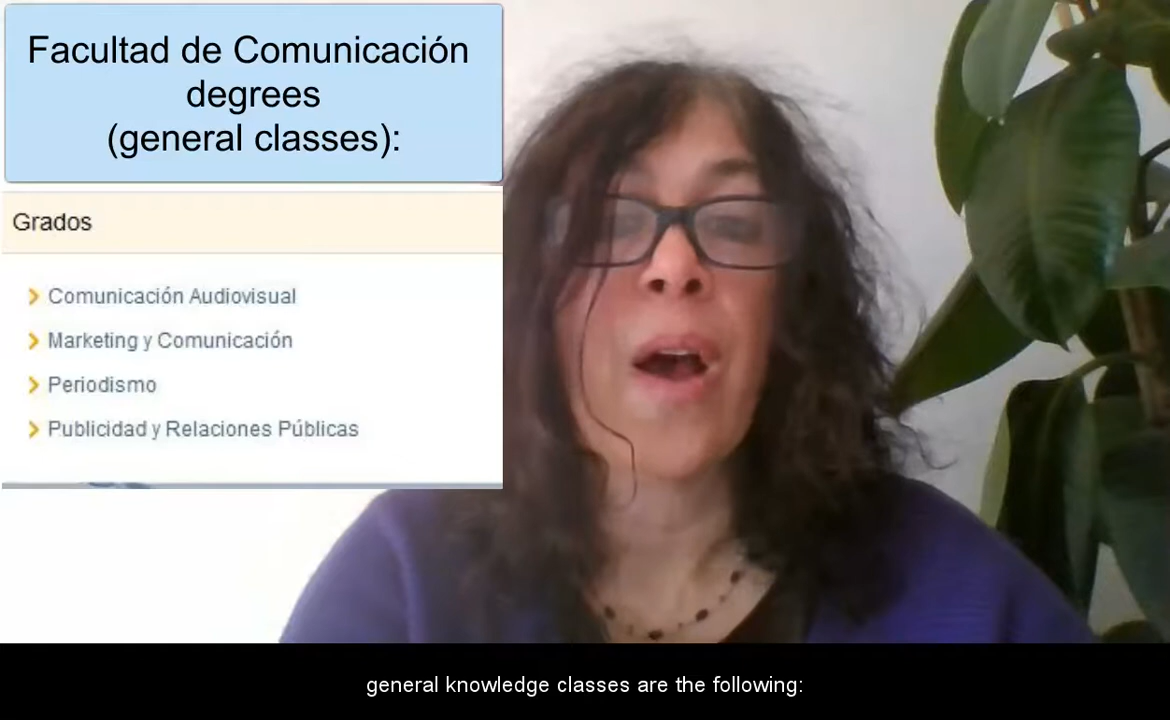 Facultad de Comunicación
degrees
(general classes):
Grados
Comunicación Audiovisual
Marketing y Comunicación
Periodismo
Publicidad y Relaciones Públicas
general knowledge classes are the following: